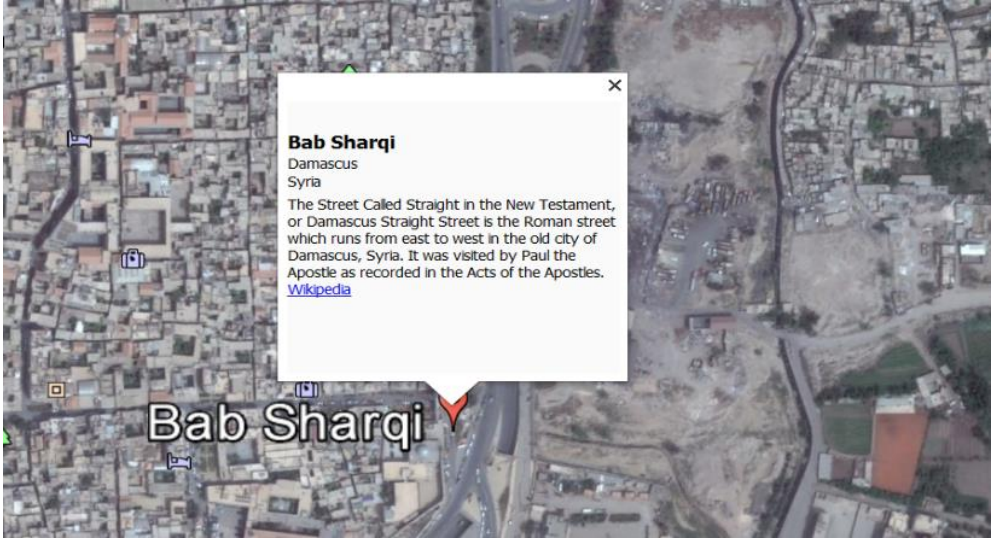 Bab Sharqi
Damascus
Syria
The Street Called Straight in the New Testament,
or Damascus Straight Street is the Roman street
which runs from east to west in the old city of
Damascus, Syria. It was visited by Paul the
Apostle as recorded in the Acts of the Apostles.
Wikipedia
Bab Sharqi